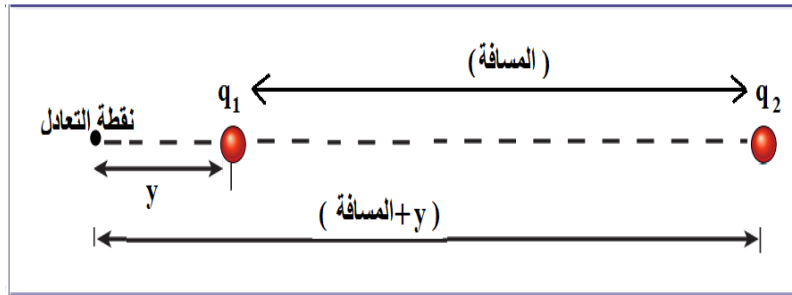 ( المسافة )
q1 q2
نقطة التعادل
y
( المسافة+y )